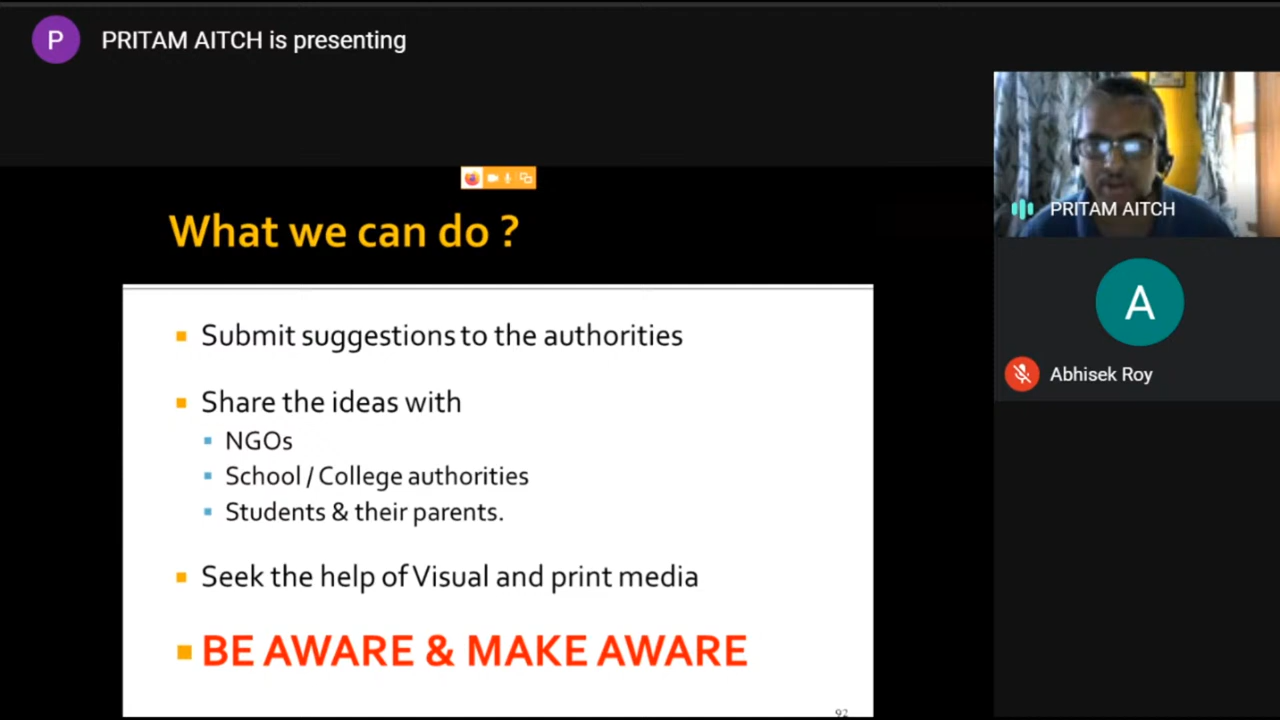 P
PRITAM AITCH is presenting
What we can do ?
Submit suggestions to the authorities
Share the ideas with
NGOs
School / College authorities
Students & their parents.
Seek the help of Visual and print media
BE AWARE & MAKE AWARE
92
PRITAM AITCH
A
Abhisek Roy